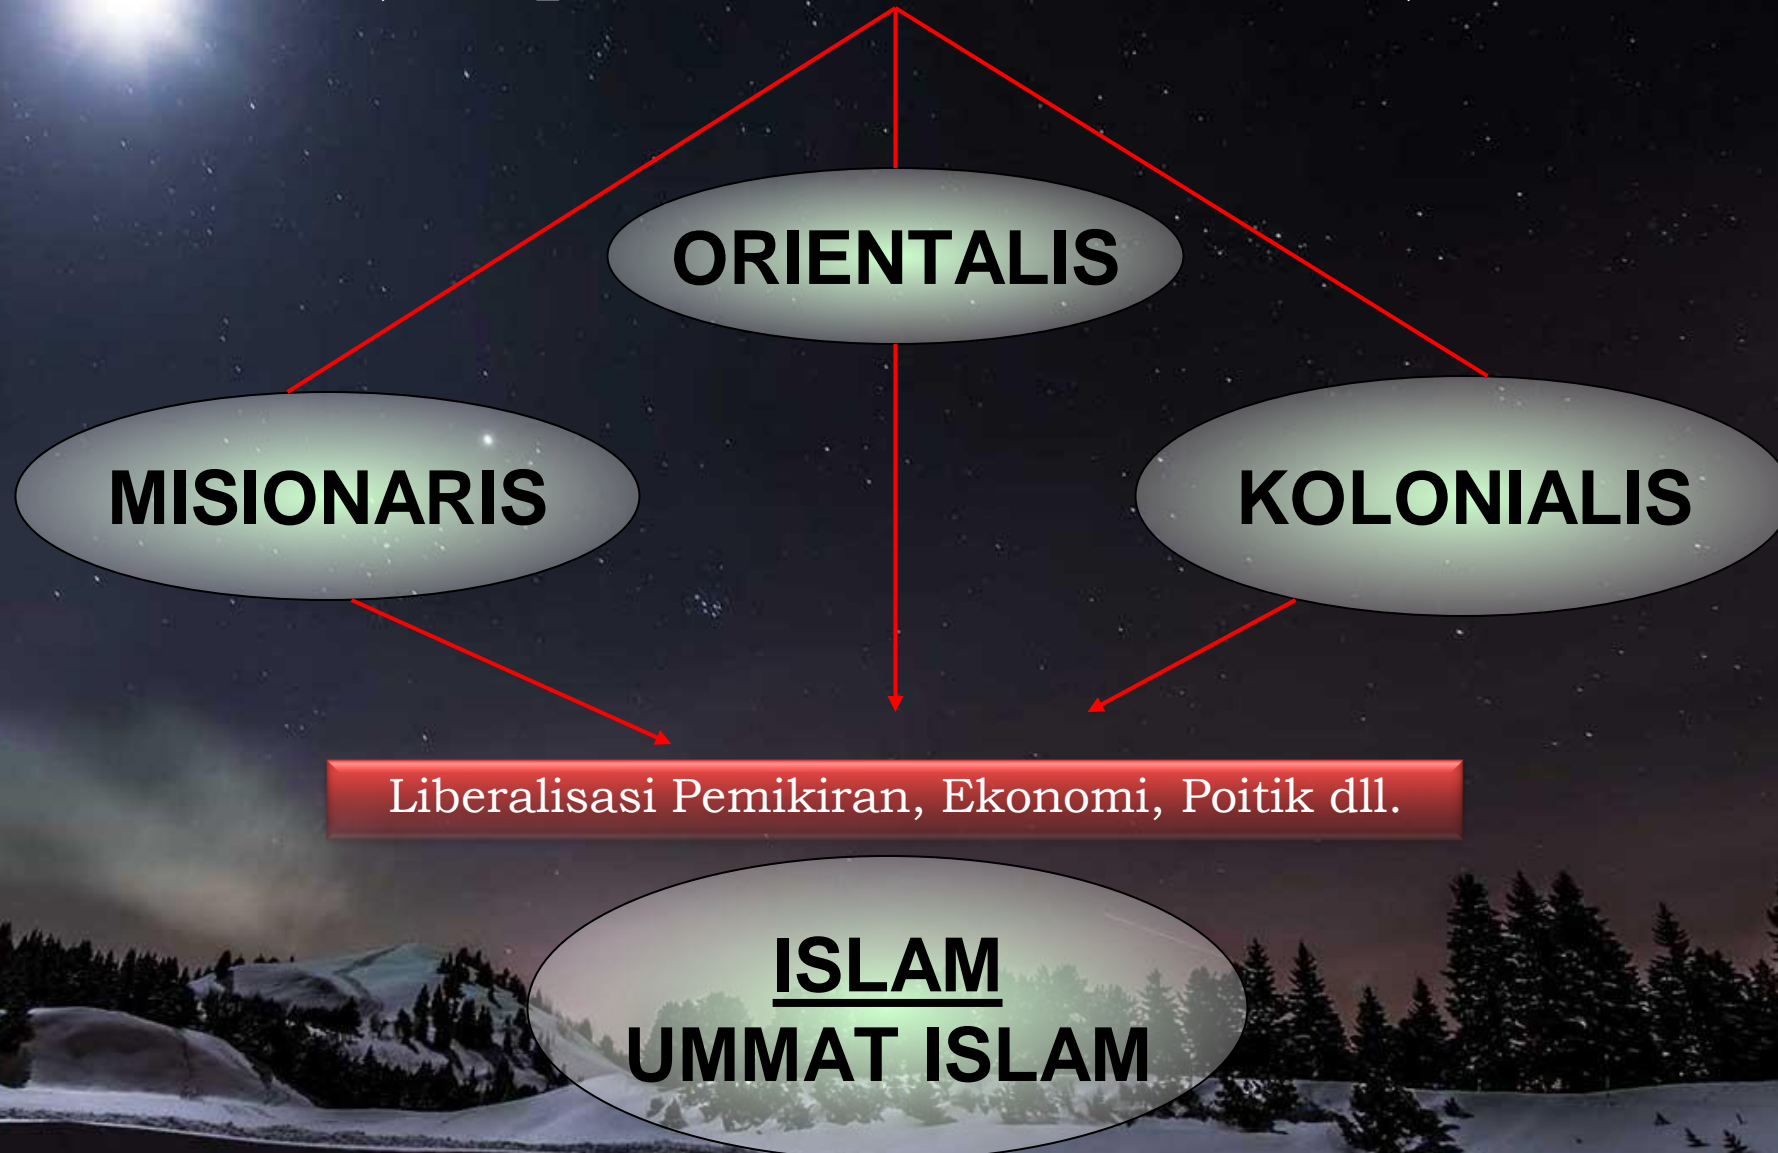 ORIENTALIS
MISIONARIS
KOLONIALIS
Liberalisasi Pemikiran, Ekonomi, Poitik dll.
ISLAM
UMMAT ISLAM